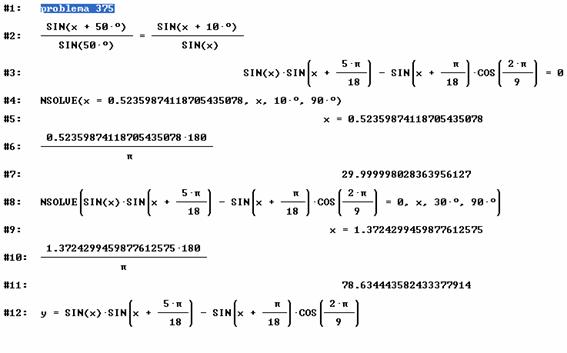 #1: problema 375
#2: SIN(x + 50·º) / SIN(50·º) = SIN(x + 10·º) / SIN(x)
#3: SIN(x)·SIN(x + 5·π/18) - SIN(x + π/18)·COS(2·π/9) = 0
#4: NSOLVE(x = 0.52359874118705435078, x, 10·º, 90·º)
#5: x = 0.52359874118705435078
#6: 0.52359874118705435078·180 / π
#7: 29.999998028363956127
#8: NSOLVE(SIN(x)·SIN(x + 5·π/18) - SIN(x + π/18)·COS(2·π/9) = 0, x, 30·º, 90·º)
#9: x = 1.3724299459877612575
#10: 1.3724299459877612575·180 / π
#11: 78.634443582433377914
#12: y = SIN(x)·SIN(x + 5·π/18) - SIN(x + π/18)·COS(2·π/9)